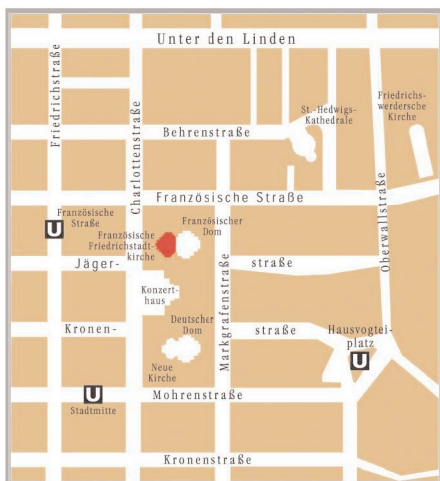 Unter den Linden
Friedrichstraße
Charlottenstraße
St.-Hedwigs-
Kathedrale
Friedrichs-
werdersche
Kirche
Behrenstraße
Oberwallstraße
Französische Straße
U
Französische
Straße
Französische
Friedrichstadt-
kirche
Französischer
Dom
Jäger-
straße
Markgrafenstraße
Konzert-
haus
Deutscher
Dom
Kronen-
straße
Hausvogtei-
platz
U
Neue
Kirche
U
Stadtmitte
Mohrenstraße
Kronenstraße